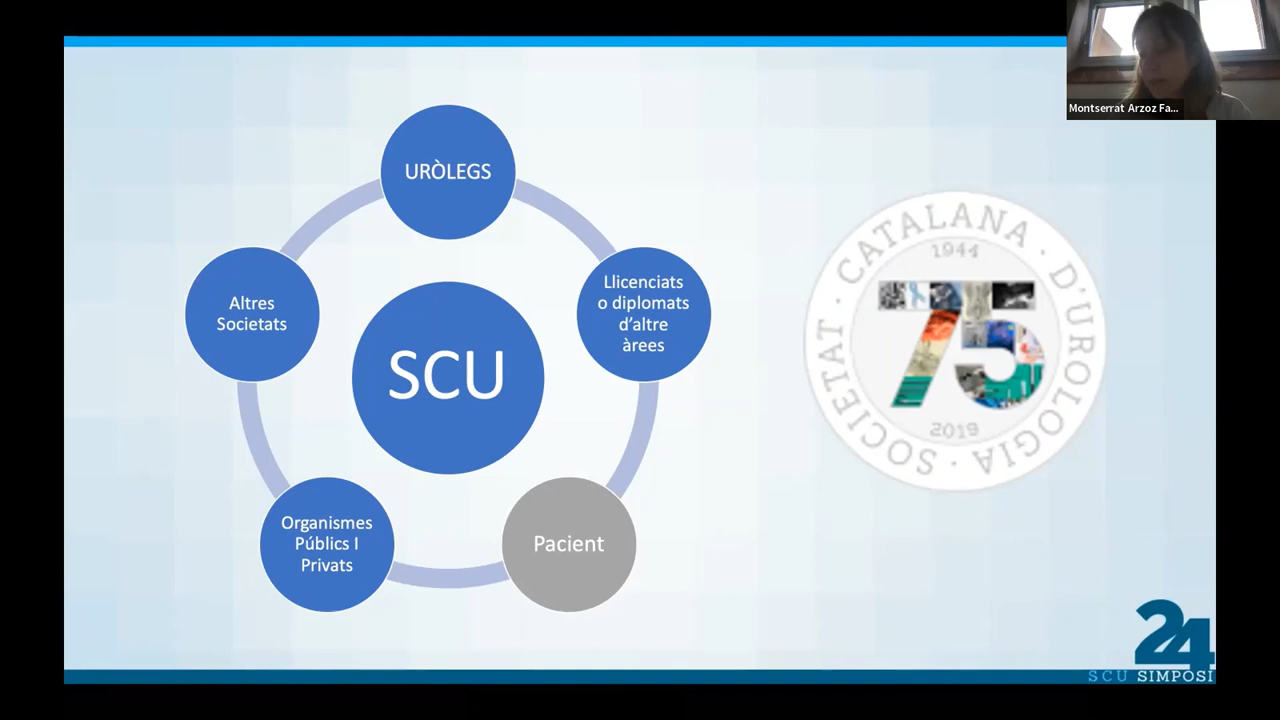 Montserrat Arzoz Fa...
URÒLEGS
Llicenciats
o diplomats
d'altre
àrees
Altres
Societats
SCU
Organismes
Públics I
Privats
Pacient
SOCIETAT · CATALANA · D'UROLOGIA ·
1944
75
2019
24
SCU SIMPOSI